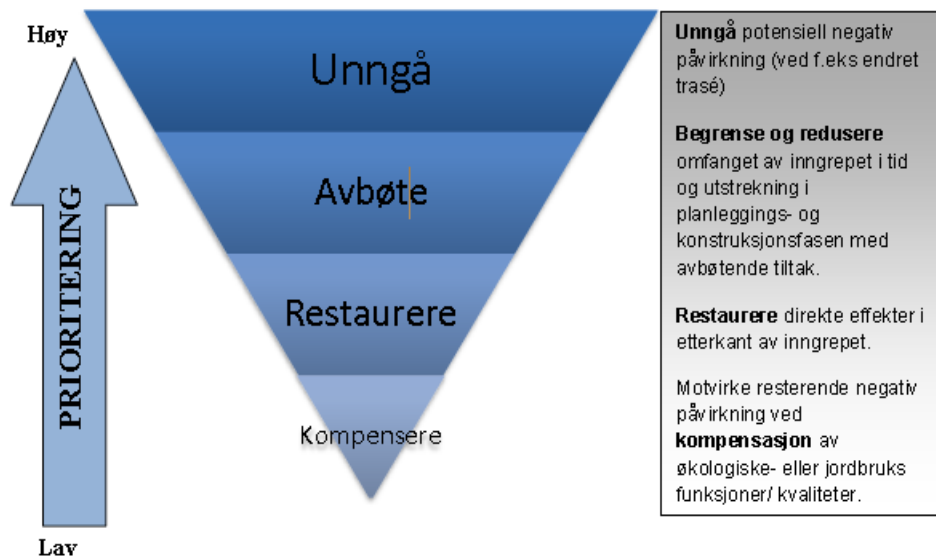 Høy
PRIORITERING
Lav
Unngå
Avbøte
Restaurere
Kompensere
Unngå potensiell negativ
påvirkning (ved f.eks endret
trasé)
Begrense og redusere
omfanget av inngrepet i tid
og utstrekning i
planleggings- og
konstruksjonsfasen med
avbøtende tiltak.
Restaurere direkte effekter i
etterkant av inngrepet.
Motvirke resterende negativ
påvirkning ved
kompensasjon av
økologiske- eller jordbruks
funksjoner/ kvaliteter.